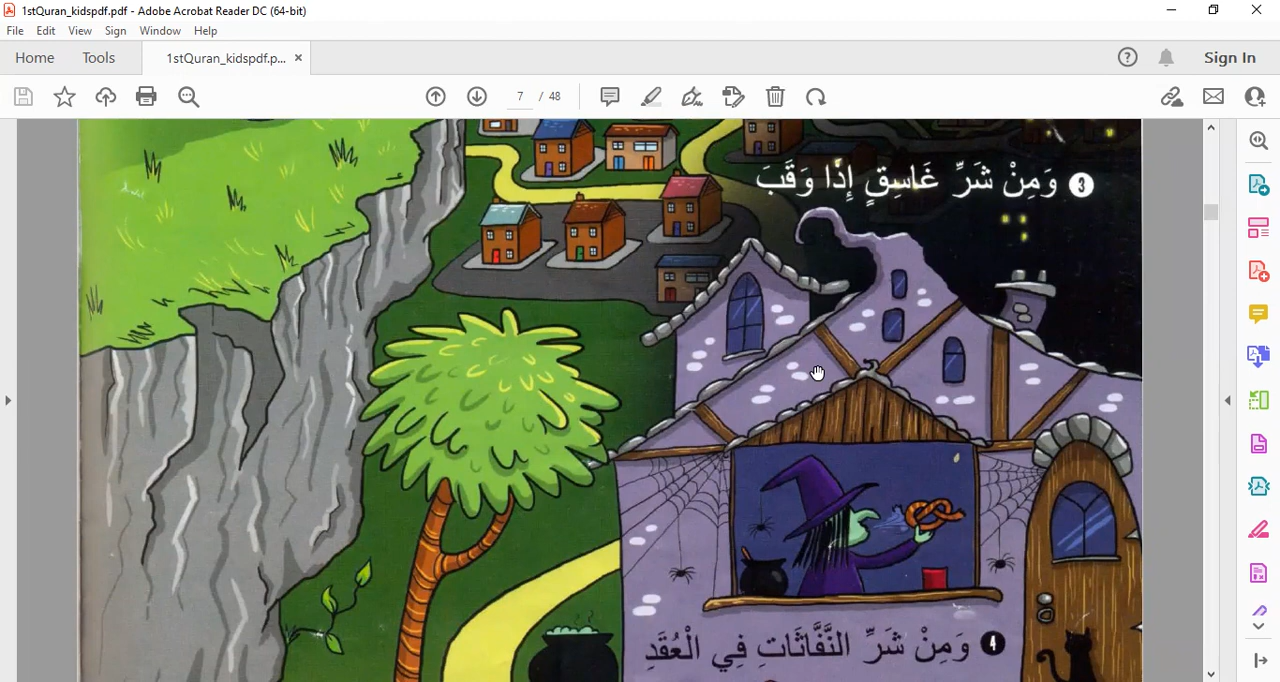 1stQuran_kidspdf.pdf - Adobe Acrobat Reader DC (64-bit)
File Edit View Sign Window Help
Home Tools 1stQuran_kidspdf.p... × Sign In
7 / 48
3 وَمِنْ شَرِّ غَاسِقٍ إِذَا وَقَبَ
4 وَمِنْ شَرِّ النَّفَّاثَاتِ فِي الْعُقَدِ